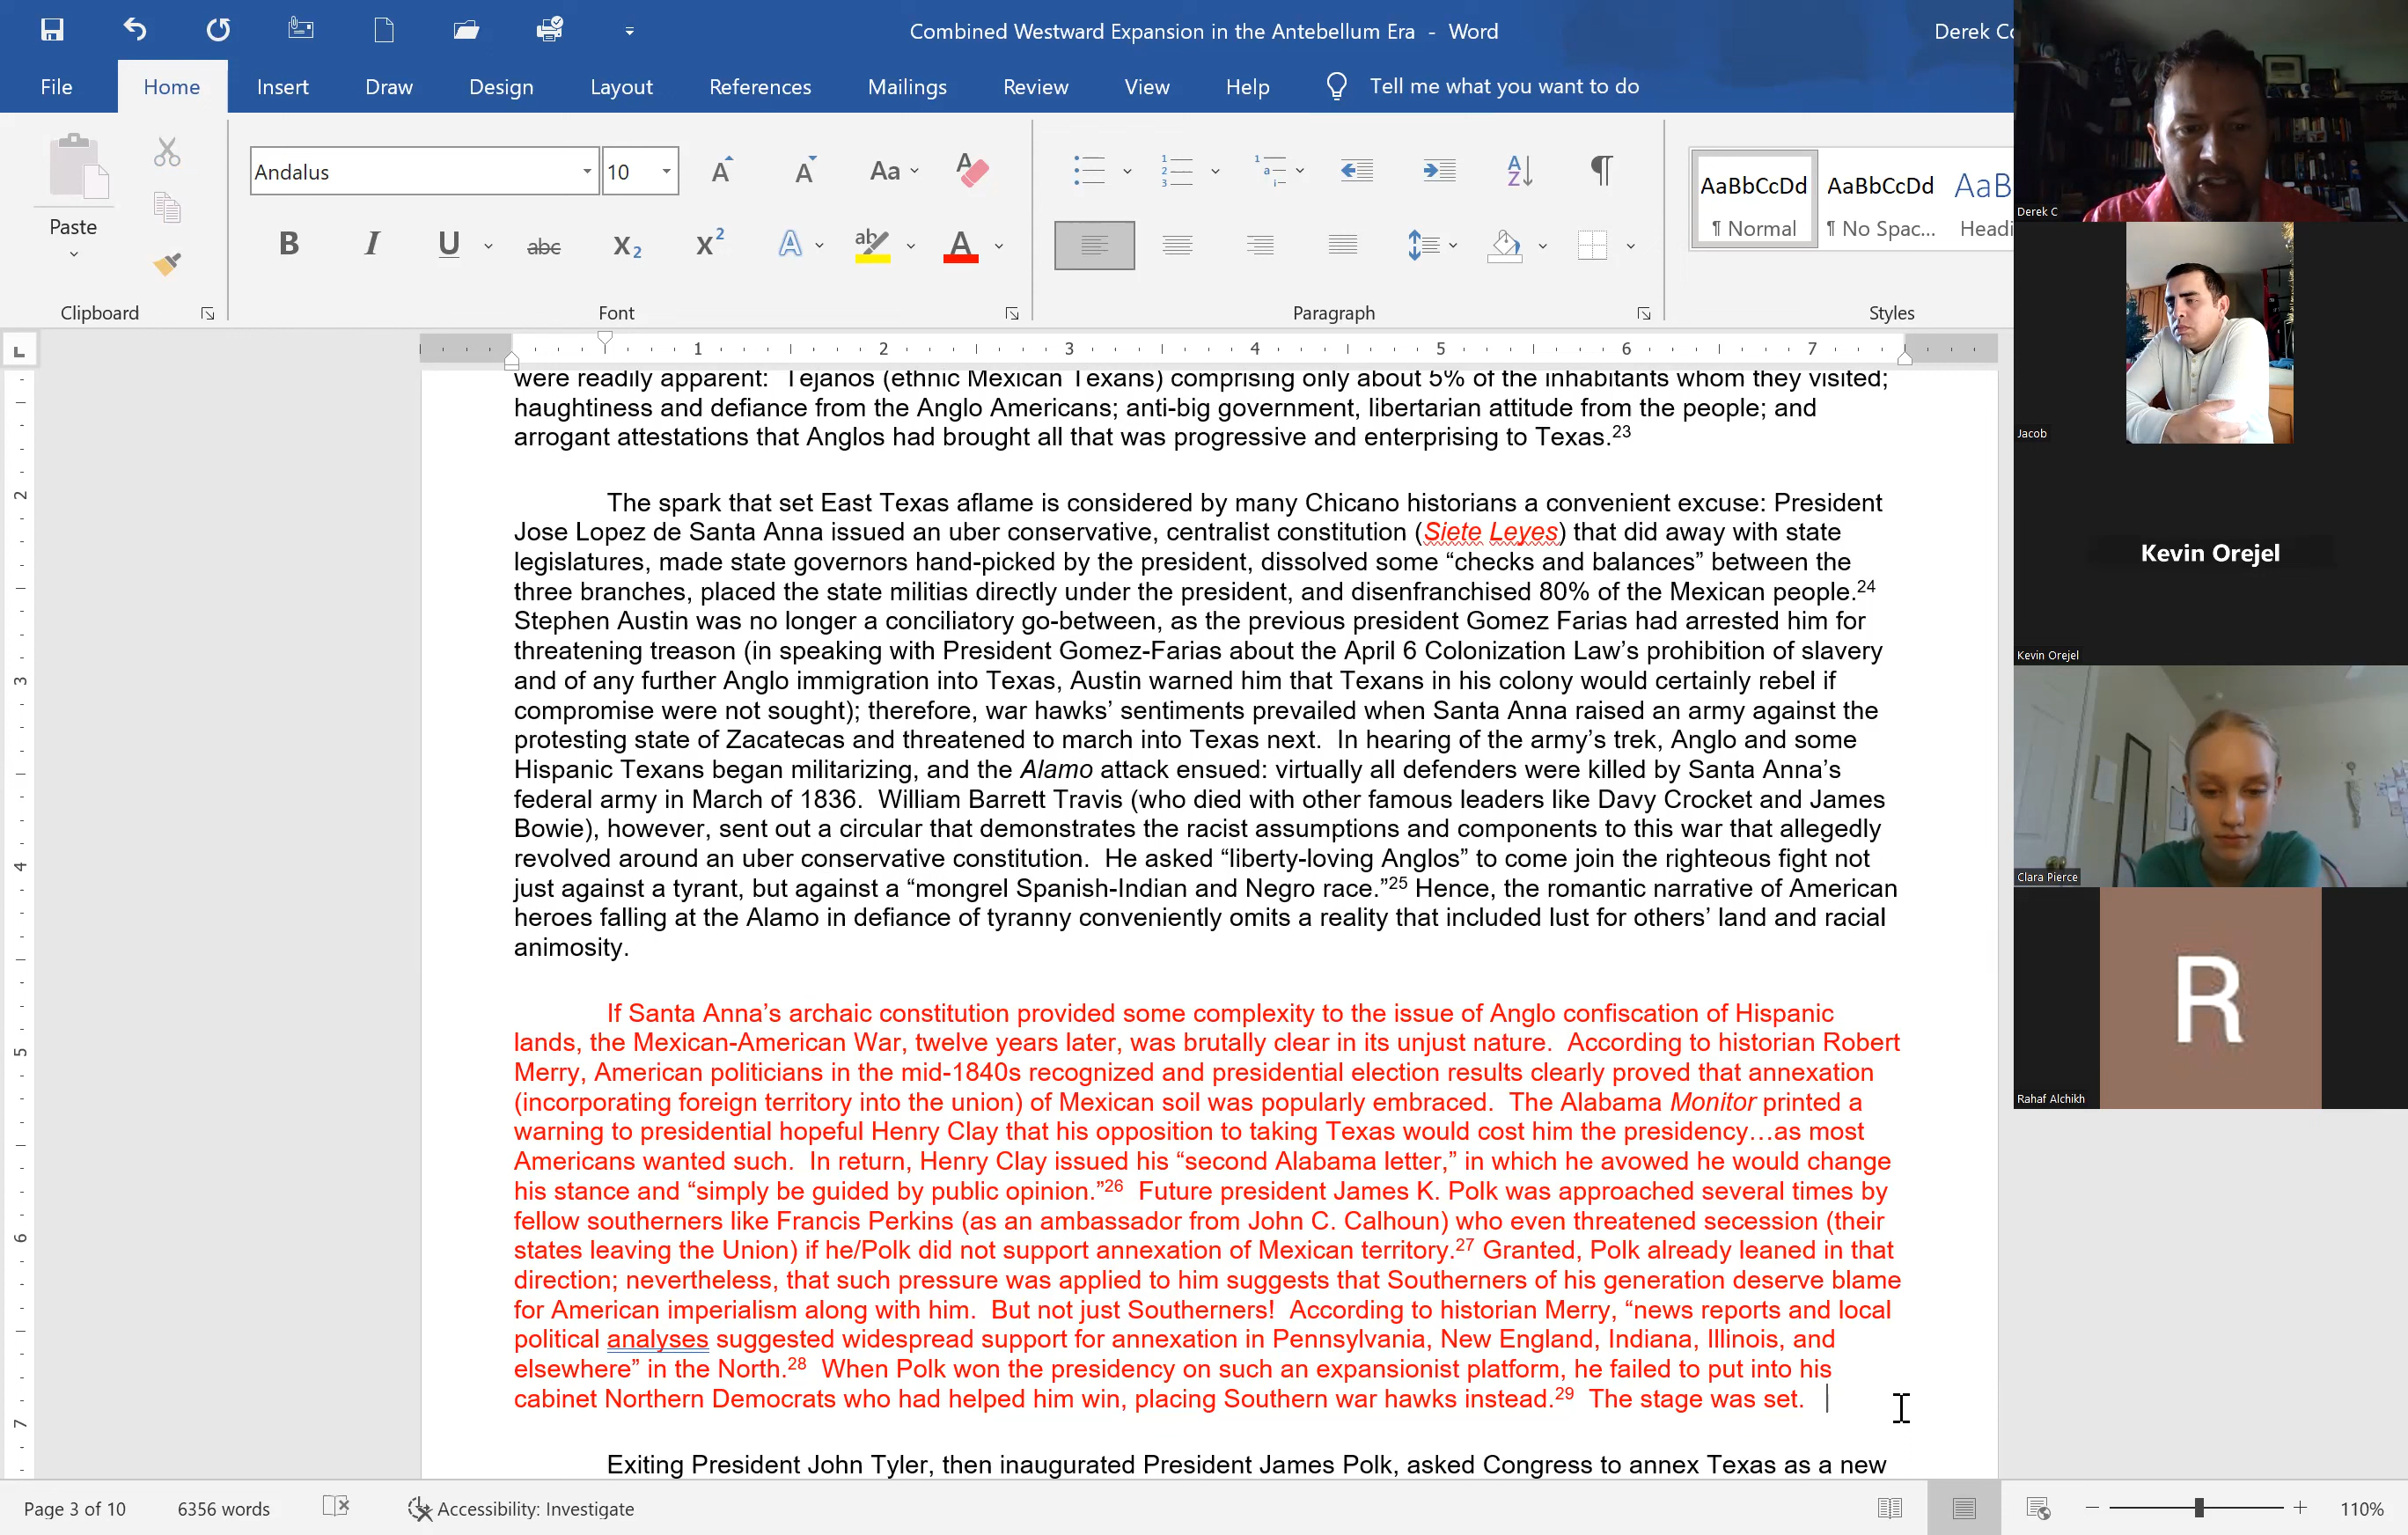 Combined Westward Expansion in the Antebellum Era - Word
Derek Co
File Home Insert Draw Design Layout References Mailings Review View Help Tell me what you want to do
Paste
Andalus 10
Clipboard Font Paragraph Styles
AaBbCcDd AaBbCcDd AaB
¶ Normal ¶ No Spac... Headi
1 2 3 4 5 6 7
were readily apparent: Tejanos (ethnic Mexican Texans) comprising only about 5% of the inhabitants whom they visited;
haughtiness and defiance from the Anglo Americans; anti-big government, libertarian attitude from the people; and
arrogant attestations that Anglos had brought all that was progressive and enterprising to Texas.23
The spark that set East Texas aflame is considered by many Chicano historians a convenient excuse: President
Jose Lopez de Santa Anna issued an uber conservative, centralist constitution (Siete Leyes) that did away with state
legislatures, made state governors hand-picked by the president, dissolved some “checks and balances” between the
three branches, placed the state militias directly under the president, and disenfranchised 80% of the Mexican people.24
Stephen Austin was no longer a conciliatory go-between, as the previous president Gomez Farias had arrested him for
threatening treason (in speaking with President Gomez-Farias about the April 6 Colonization Law’s prohibition of slavery
and of any further Anglo immigration into Texas, Austin warned him that Texans in his colony would certainly rebel if
compromise were not sought); therefore, war hawks’ sentiments prevailed when Santa Anna raised an army against the
protesting state of Zacatecas and threatened to march into Texas next. In hearing of the army’s trek, Anglo and some
Hispanic Texans began militarizing, and the Alamo attack ensued: virtually all defenders were killed by Santa Anna’s
federal army in March of 1836. William Barrett Travis (who died with other famous leaders like Davy Crocket and James
Bowie), however, sent out a circular that demonstrates the racist assumptions and components to this war that allegedly
revolved around an uber conservative constitution. He asked “liberty-loving Anglos” to come join the righteous fight not
just against a tyrant, but against a “mongrel Spanish-Indian and Negro race.”25 Hence, the romantic narrative of American
heroes falling at the Alamo in defiance of tyranny conveniently omits a reality that included lust for others’ land and racial
animosity.
If Santa Anna’s archaic constitution provided some complexity to the issue of Anglo confiscation of Hispanic
lands, the Mexican-American War, twelve years later, was brutally clear in its unjust nature. According to historian Robert
Merry, American politicians in the mid-1840s recognized and presidential election results clearly proved that annexation
(incorporating foreign territory into the union) of Mexican soil was popularly embraced. The Alabama Monitor printed a
warning to presidential hopeful Henry Clay that his opposition to taking Texas would cost him the presidency…as most
Americans wanted such. In return, Henry Clay issued his “second Alabama letter,” in which he avowed he would change
his stance and “simply be guided by public opinion.”26 Future president James K. Polk was approached several times by
fellow southerners like Francis Perkins (as an ambassador from John C. Calhoun) who even threatened secession (their
states leaving the Union) if he/Polk did not support annexation of Mexican territory.27 Granted, Polk already leaned in that
direction; nevertheless, that such pressure was applied to him suggests that Southerners of his generation deserve blame
for American imperialism along with him. But not just Southerners! According to historian Merry, “news reports and local
political analyses suggested widespread support for annexation in Pennsylvania, New England, Indiana, Illinois, and
elsewhere” in the North.28 When Polk won the presidency on such an expansionist platform, he failed to put into his
cabinet Northern Democrats who had helped him win, placing Southern war hawks instead.29 The stage was set.
Exiting President John Tyler, then inaugurated President James Polk, asked Congress to annex Texas as a new
2
3
4
5
6
7
Page 3 of 10 6356 words Accessibility: Investigate 110%
Derek C
Jacob
Kevin Orejel
Kevin Orejel
Clara Pierce
R
Rahaf Alchikh